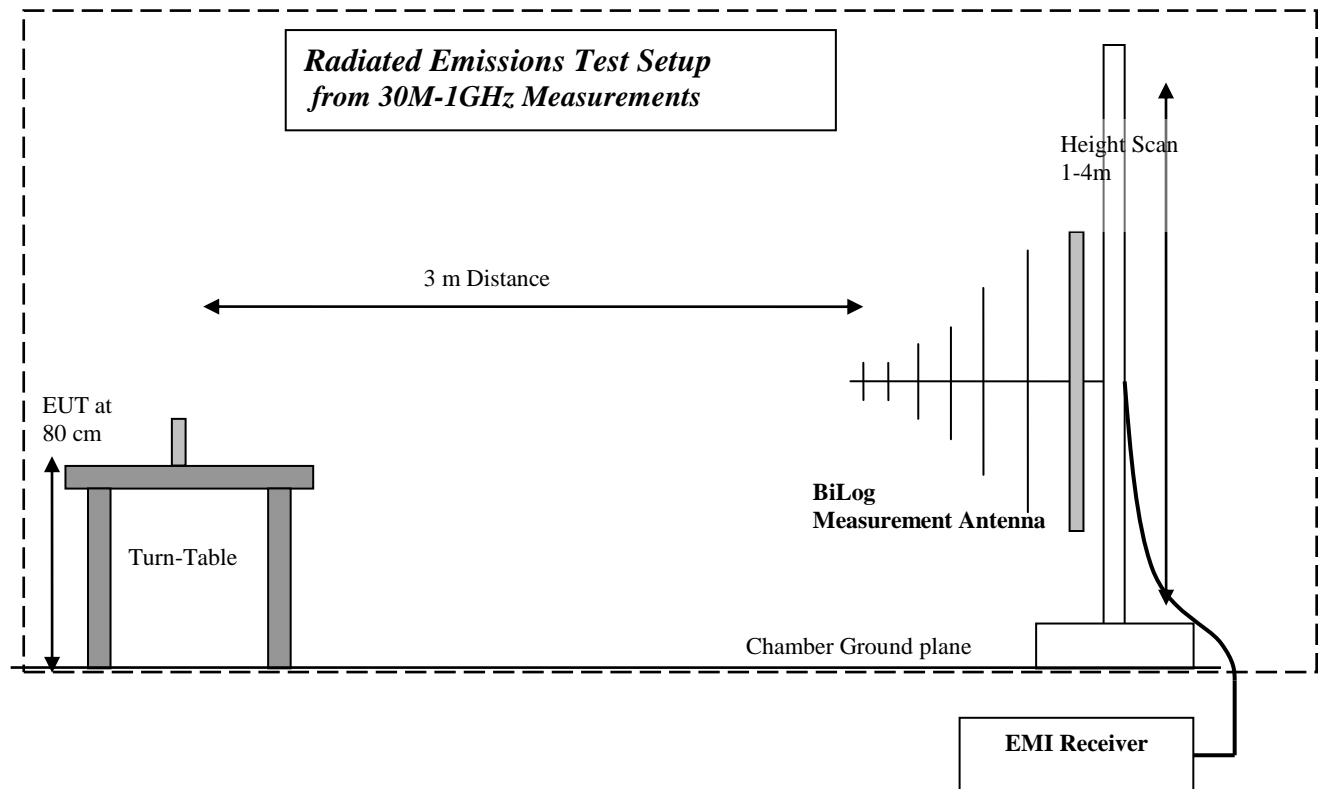 Radiated Emissions Test Setup
from 30M-1GHz Measurements
Height Scan
1-4m
3 m Distance
EUT at
80 cm
BiLog
Measurement Antenna
Turn-Table
Chamber Ground plane
EMI Receiver